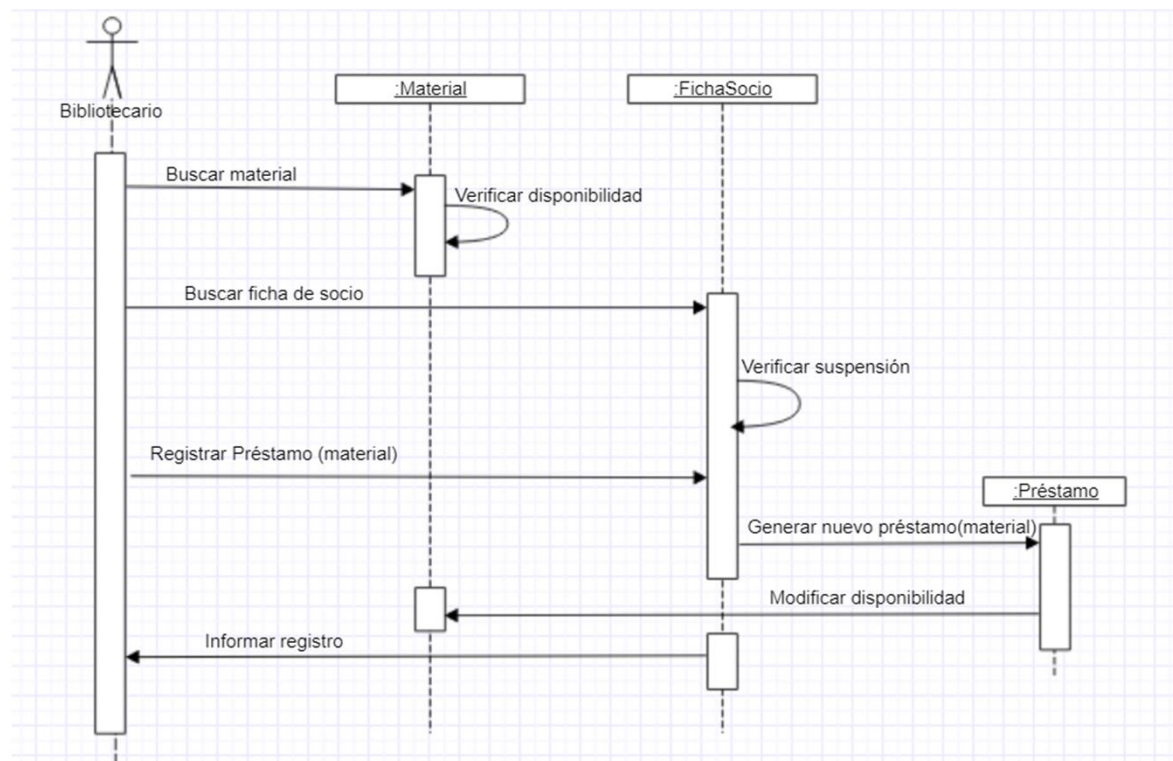 :Material
:FichaSocio
Bibliotecario
Buscar material
Verificar disponibilidad
Buscar ficha de socio
Verificar suspensión
Registrar Préstamo (material)
:Préstamo
Generar nuevo préstamo(material)
Modificar disponibilidad
Informar registro